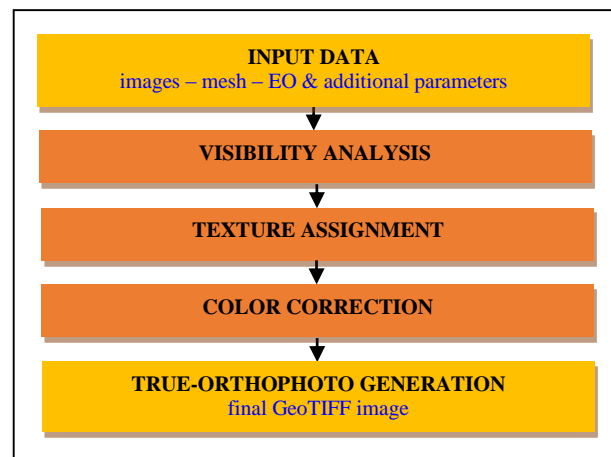 INPUT DATA
images – mesh – EO & additional parameters
VISIBILITY ANALYSIS
TEXTURE ASSIGNMENT
COLOR CORRECTION
TRUE-ORTHOPHOTO GENERATION
final GeoTIFF image